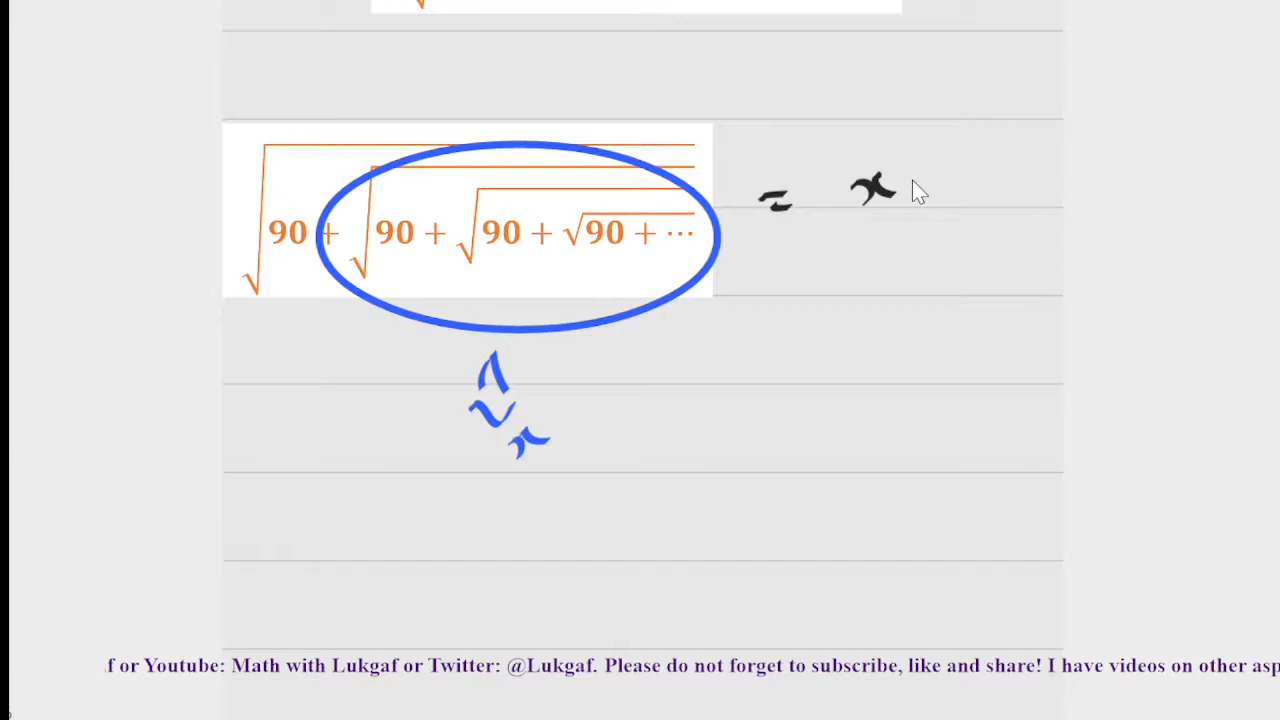 √90 + √90 + √90 + √90 + ⋯ = x
= x
f or Youtube: Math with Lukgaf or Twitter: @Lukgaf. Please do not forget to subscribe, like and share! I have videos on other asp